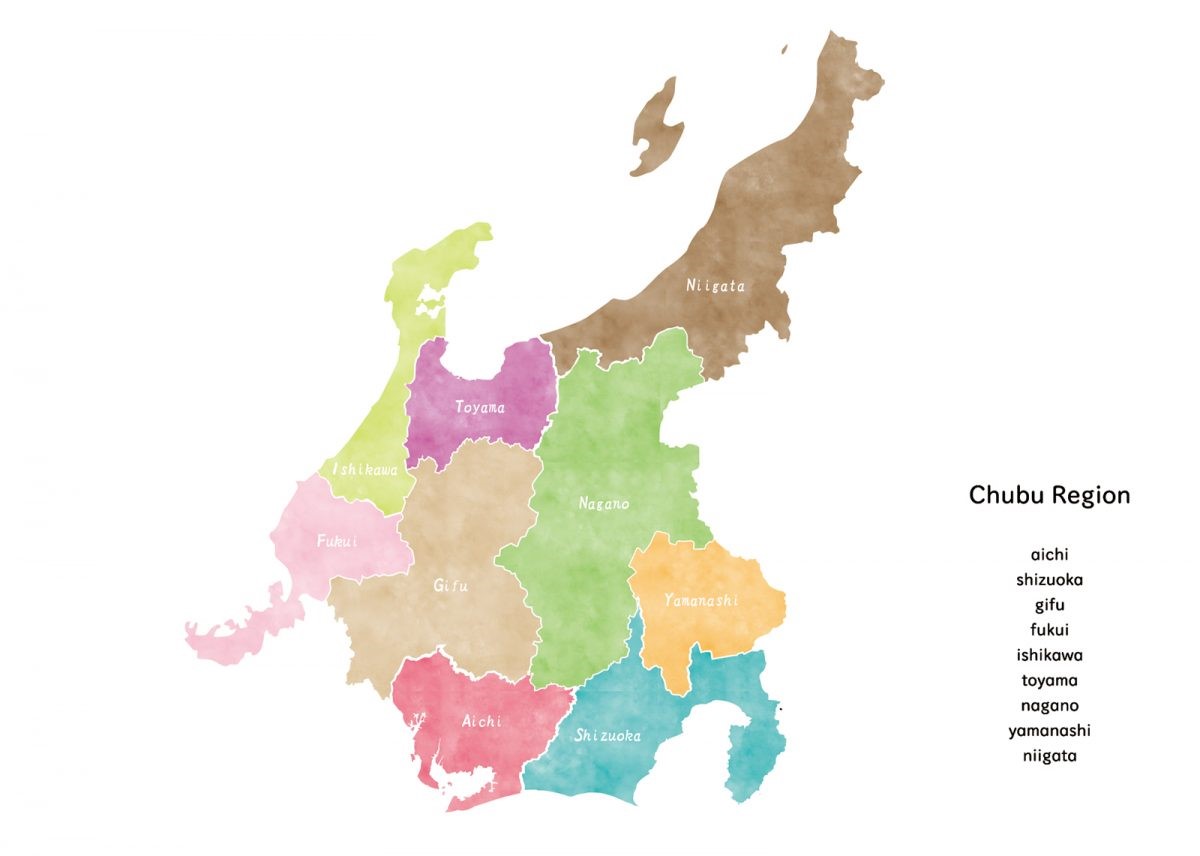 Niigata
Toyama
Ishikawa
Nagano
Fukui
Gifu
Yamanashi
Aichi
Shizuoka
Chubu Region
aichi
shizuoka
gifu
fukui
ishikawa
toyama
nagano
yamanashi
niigata